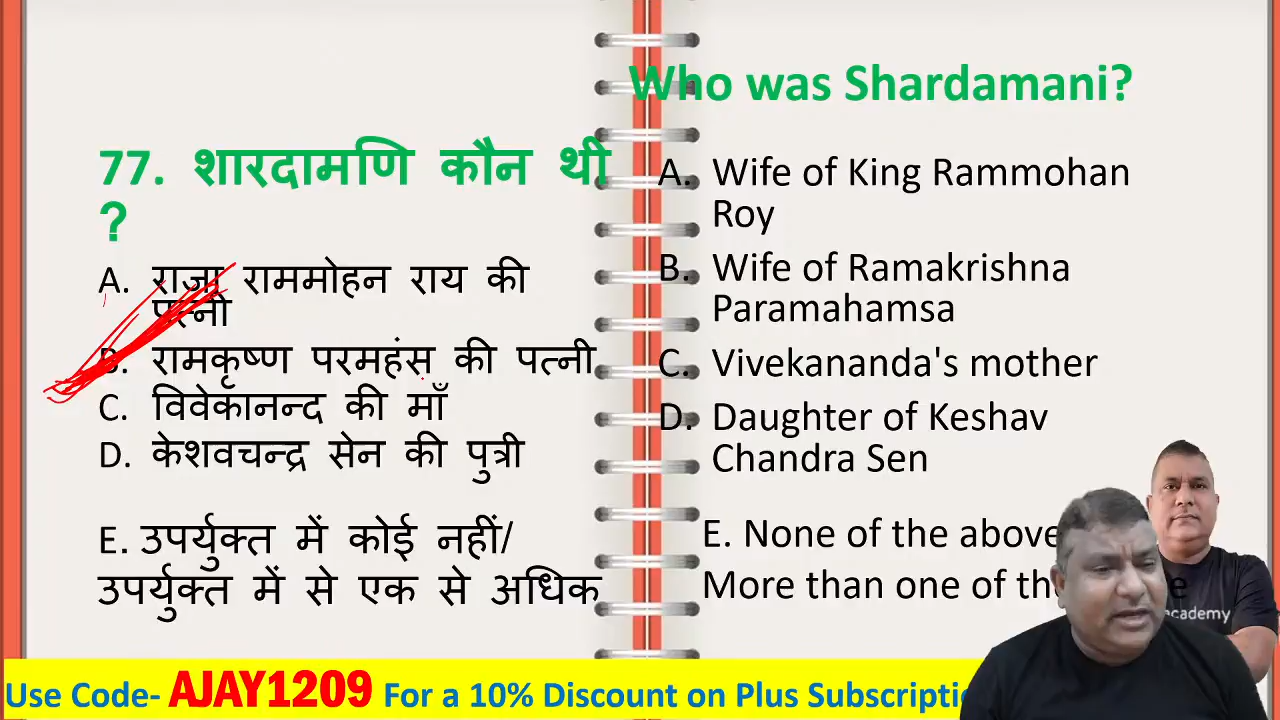 77. शारदामणि कौन थी
?
A. राजा राममोहन राय की
पत्नी
B. रामकृष्ण परमहंस की पत्नी
C. विवेकानन्द की माँ
D. केशवचन्द्र सेन की पुत्री
E. उपर्युक्त में कोई नहीं/
उपर्युक्त में से एक से अधिक
Who was Shardamani?
A. Wife of King Rammohan
Roy
B. Wife of Ramakrishna
Paramahamsa
C. Vivekananda's mother
D. Daughter of Keshav
Chandra Sen
E. None of the above
More than one of
academy
Use Code- AJAY1209 For a 10% Discount on Plus